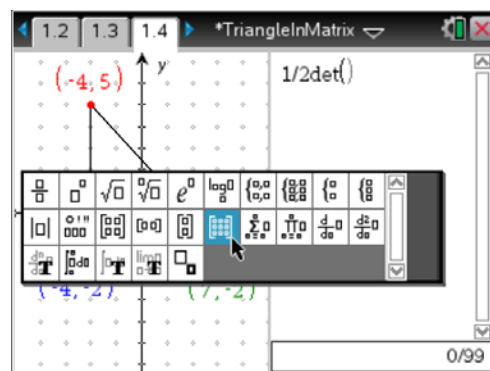 1.2 1.3 1.4 *TriangleInMatrix
y
(-4, 5)
1/2det()
(-4, -2) (7, -2)
0/99